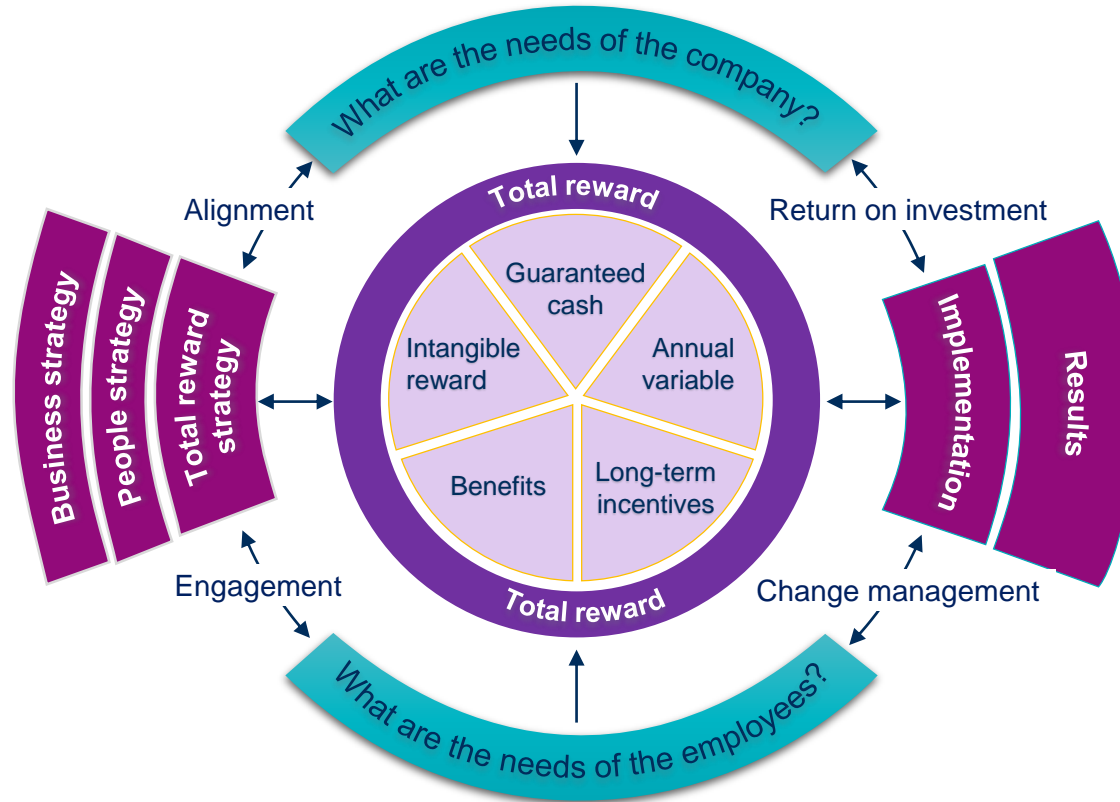 What are the needs of the company?
Alignment
Return on investment
Total reward
Guaranteed
cash
Intangible
reward
Annual
variable
Business strategy
People strategy
Total reward
strategy
Implementation
Results
Benefits
Long-term
incentives
Engagement
Total reward
Change management
What are the needs of the employees?